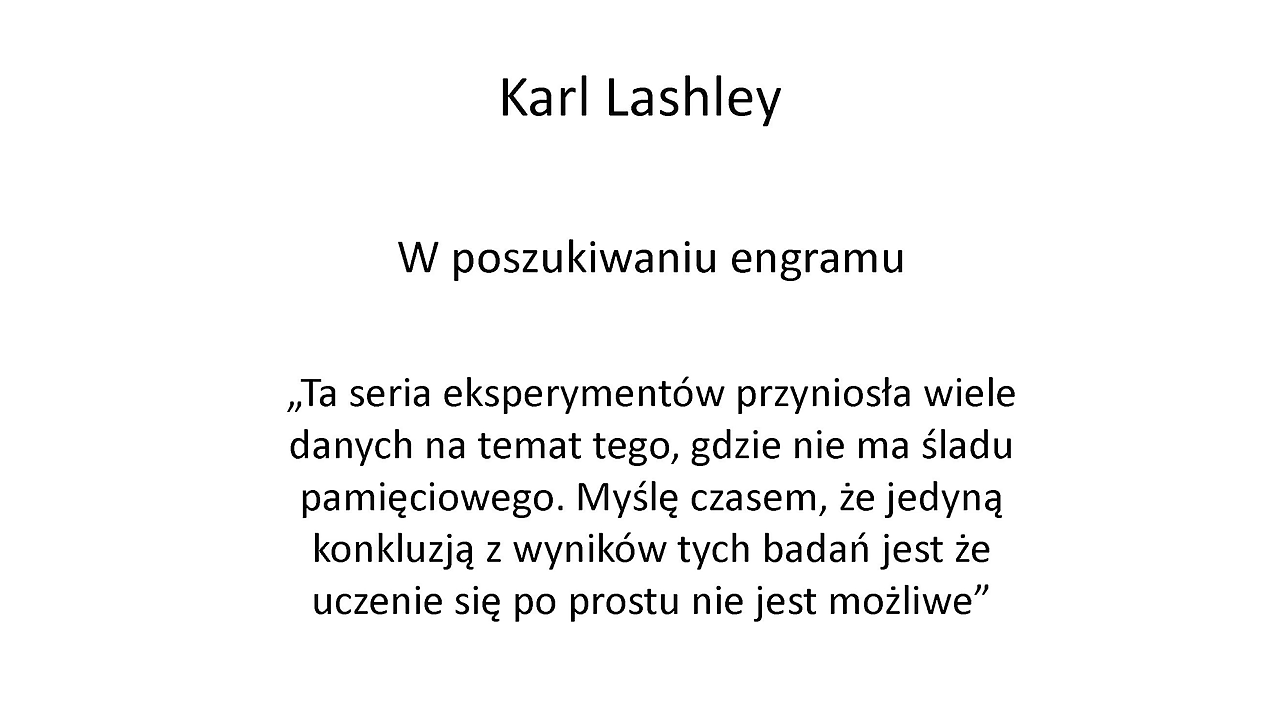 Karl Lashley
W poszukiwaniu engramu
„Ta seria eksperymentów przyniosła wiele
danych na temat tego, gdzie nie ma śladu
pamięciowego. Myślę czasem, że jedyną
konkluzją z wyników tych badań jest że
uczenie się po prostu nie jest możliwe”